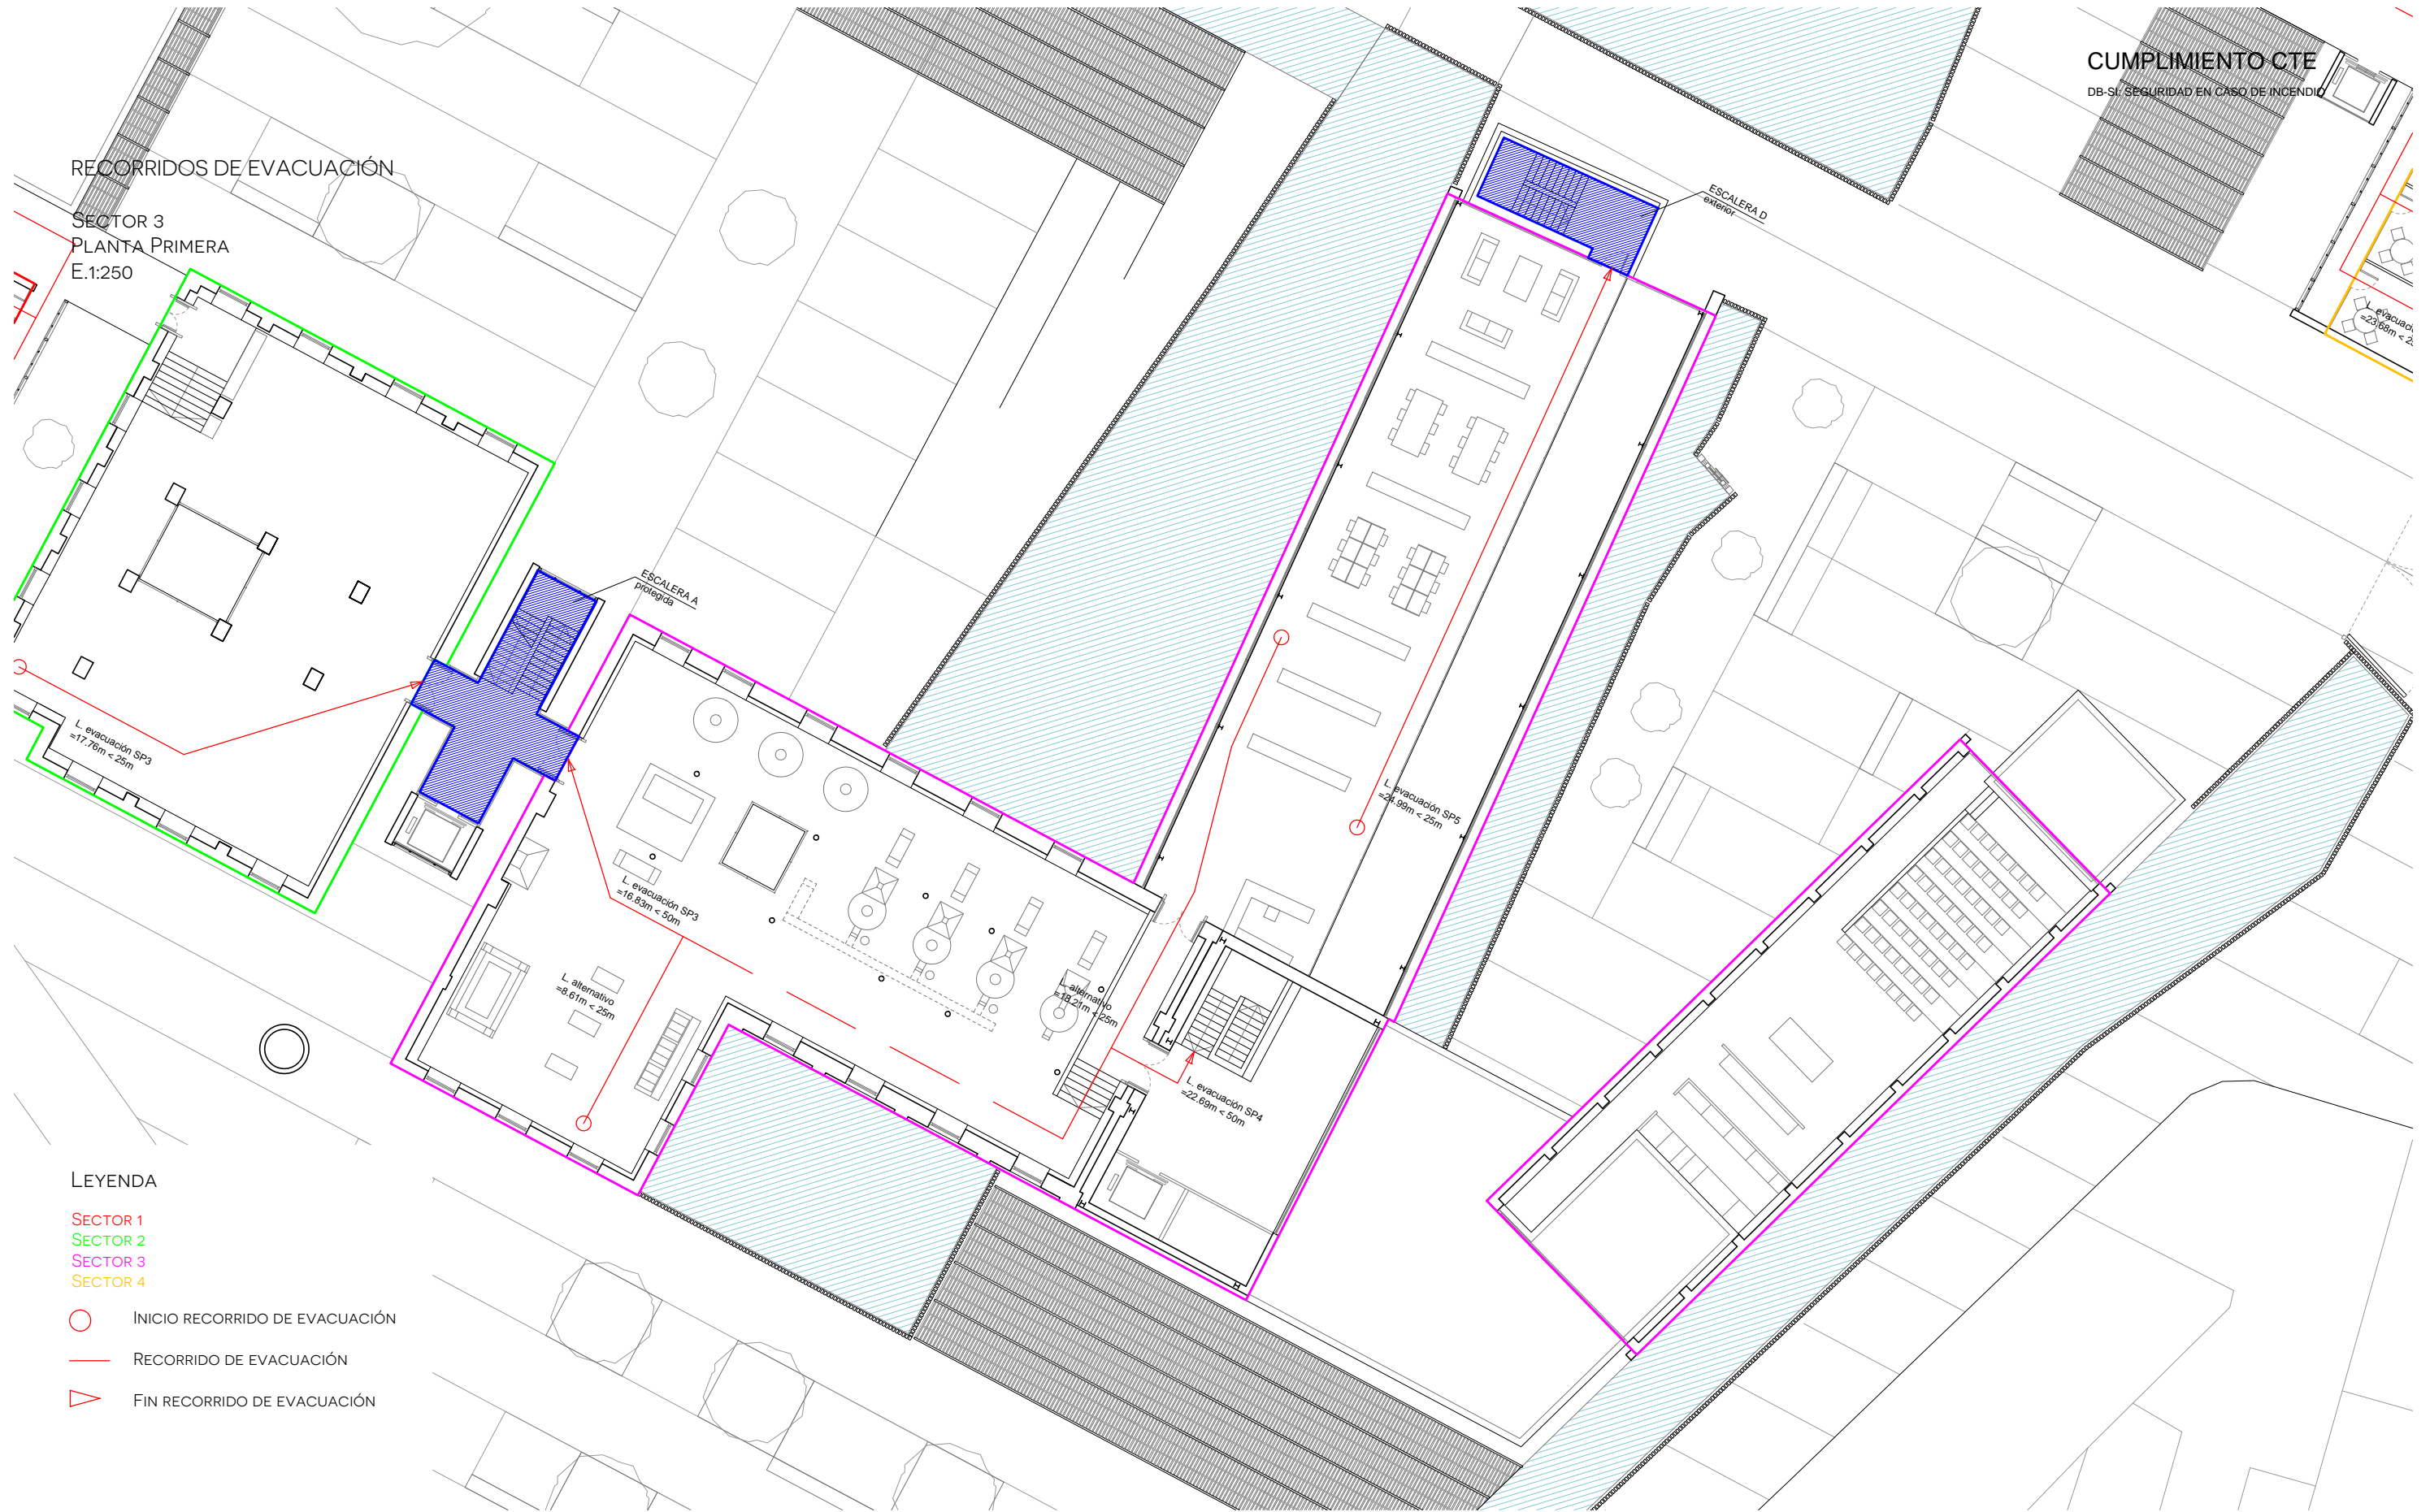 CUMPLIMIENTO CTE
DB-SI: SEGURIDAD EN CASO DE INCENDIO
RECORRIDOS DE EVACUACIÓN
SECTOR 3
PLANTA PRIMERA
E.1:250
ESCALERA D
exterior
L. evacuaci
=23.68m < 2
ESCALERA A
protegida
L. evacuación SP3
=17.76m < 25m
L. evacuación SP5
=24.99m < 25m
L. evacuación SP3
=16.83m < 50m
L. alternativo
=8.61m < 25m
L. alternativo
=18.21m < 25m
L. evacuación SP4
=22.69m < 50m
LEYENDA
SECTOR 1
SECTOR 2
SECTOR 3
SECTOR 4
INICIO RECORRIDO DE EVACUACIÓN
RECORRIDO DE EVACUACIÓN
FIN RECORRIDO DE EVACUACIÓN